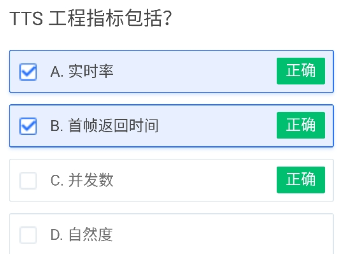 TTS 工程指标包括?
A. 实时率 正确
B. 首帧返回时间 正确
C. 并发数 正确
D. 自然度